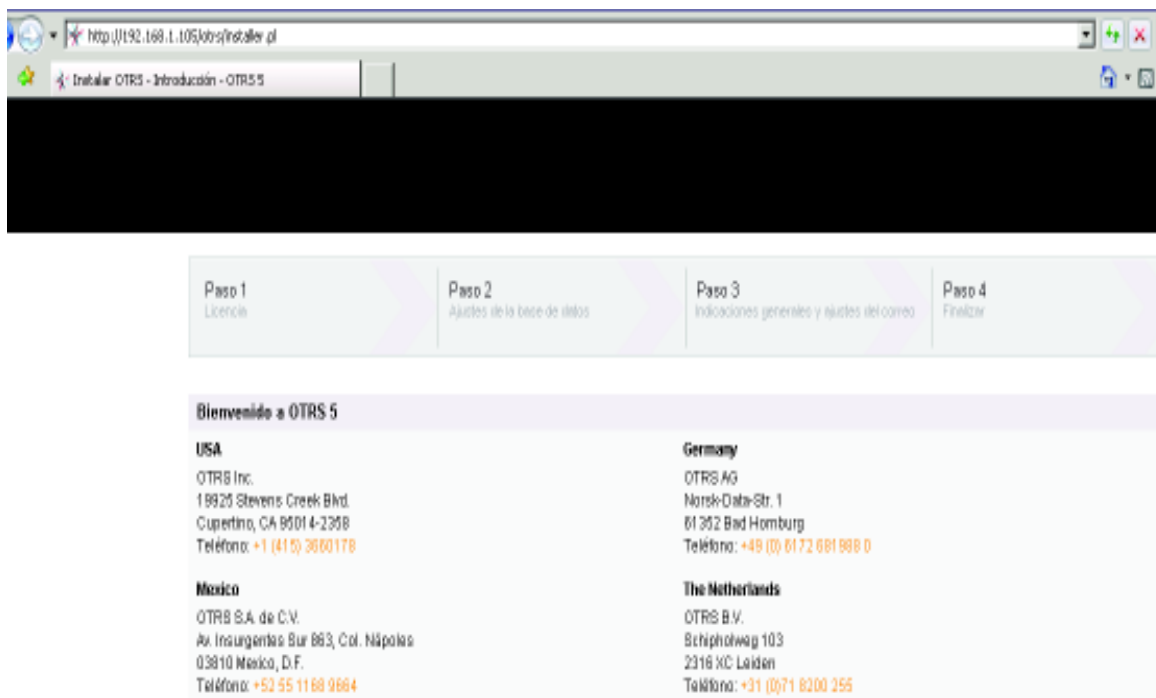 http://192.168.1.105/otrs/installer.pl
Instalar OTRS - Introducción - OTRS 5
Paso 1
Licencia
Paso 2
Ajustes de la base de datos
Paso 3
Indicaciones generales y ajustes del correo
Paso 4
Finalizar
Bienvenido a OTRS 5
USA
OTRS Inc.
19925 Stevens Creek Blvd.
Cupertino, CA 95014-2358
Teléfono: +1 (415) 3660178
Germany
OTRS AG
Norsk-Data-Str. 1
61352 Bad Homburg
Teléfono: +49 (0) 6172 681988 0
Mexico
OTRS S.A. de C.V.
Av. Insurgentes Sur 863, Col. Nápoles
03810 Mexico, D.F.
Teléfono: +52 55 1168 9664
The Netherlands
OTRS B.V.
Schipholweg 103
2316 XC Leiden
Teléfono: +31 (0)71 8200 255